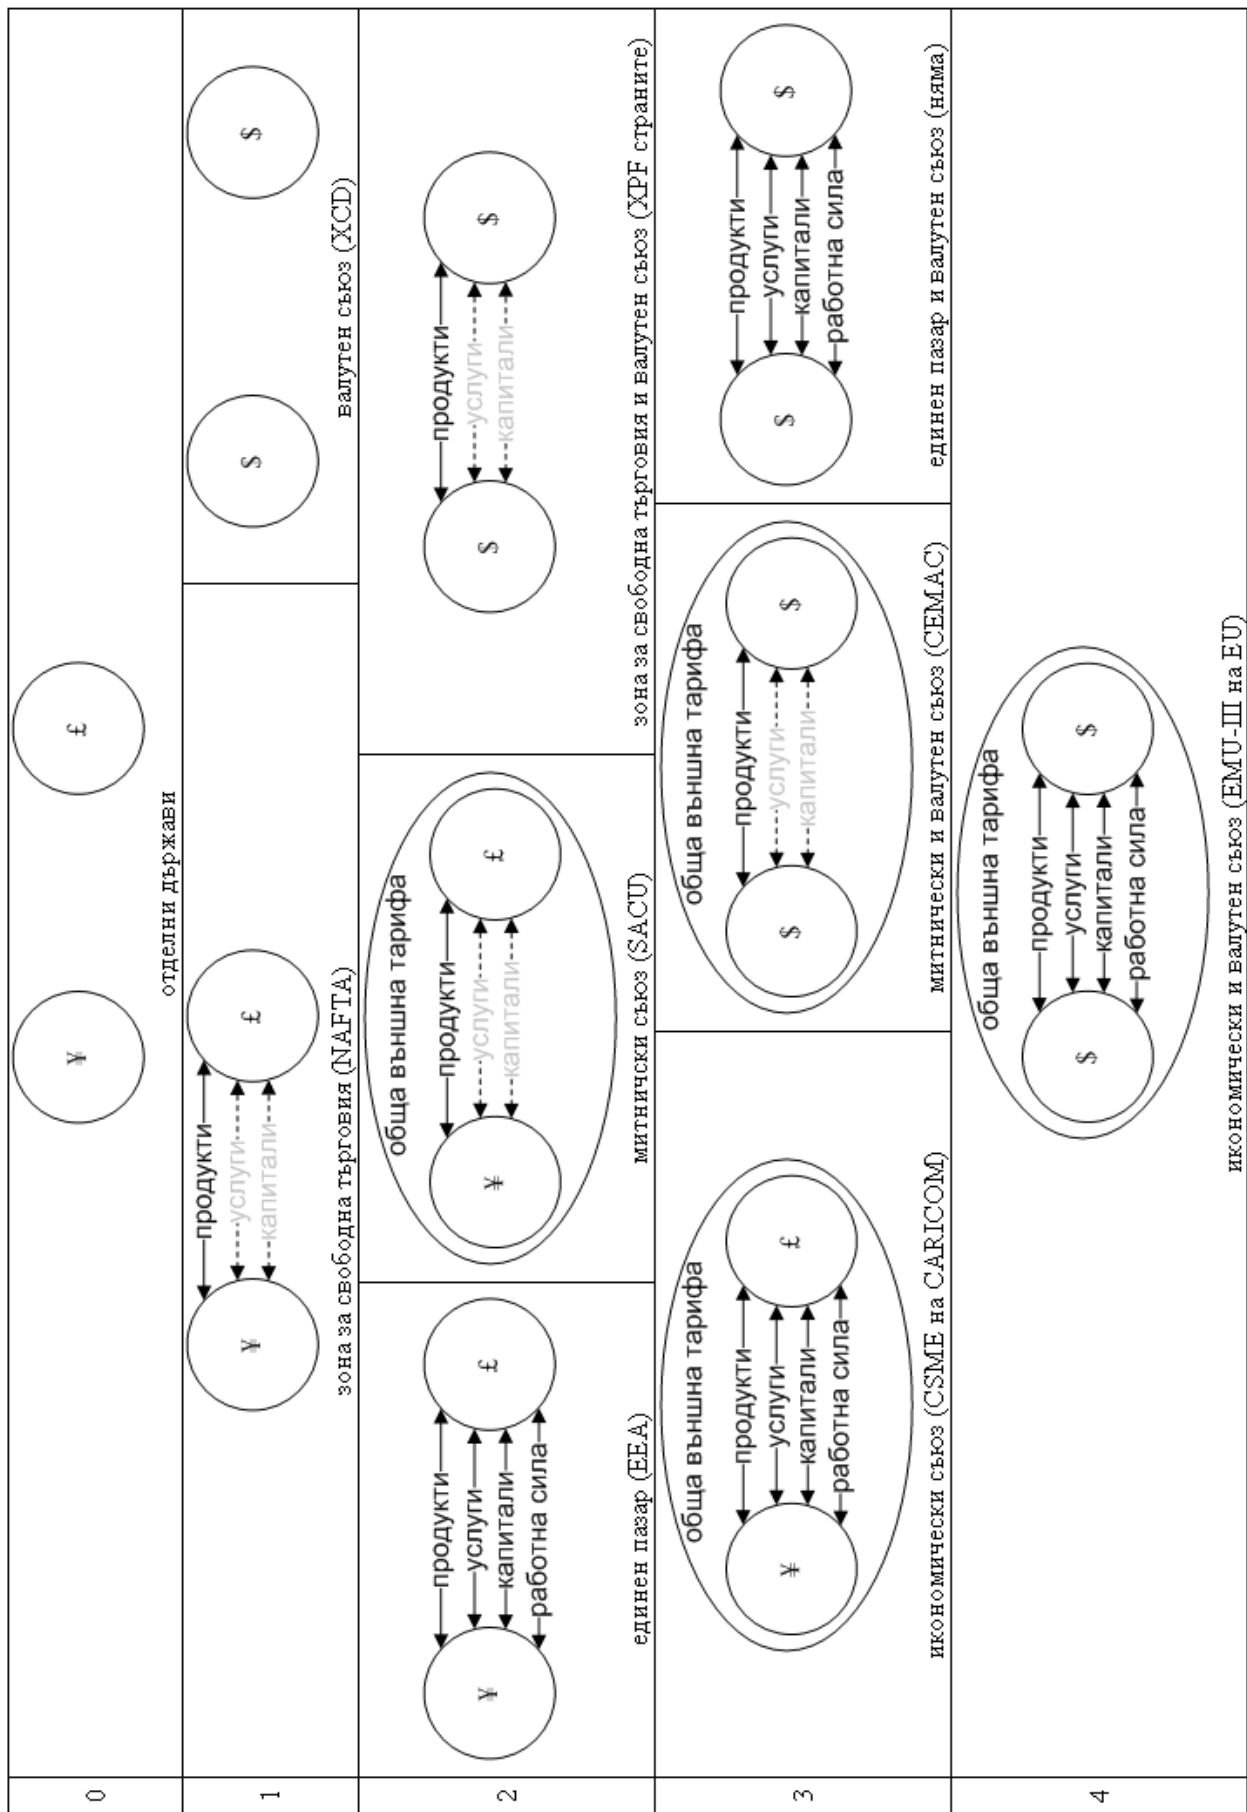 0
¥
£
отделни държави
1
¥
продукти
услуги
капитали
£
зона за свободна търговия (NAFTA)
$
$
валутен съюз (XCD)
2
¥
продукти
услуги
капитали
работна сила
£
единен пазар (EEA)
обща външна тарифа
¥
продукти
услуги
капитали
£
митничски съюз (SACU)
$
продукти
услуги
капитали
$
зона за свободна търговия и валутен съюз (XPF страните)
3
обща външна тарифа
¥
продукти
услуги
капитали
работна сила
£
икономически съюз (CSME на CARICOM)
обща външна тарифа
$
продукти
услуги
капитали
$
митнически и валутен съюз (CEMAC)
$
продукти
услуги
капитали
работна сила
$
единен пазар и валутен съюз (няма)
4
обща външна тарифа
$
продукти
услуги
капитали
работна сила
$
икономически и валутен съюз (EMU-III на EU)